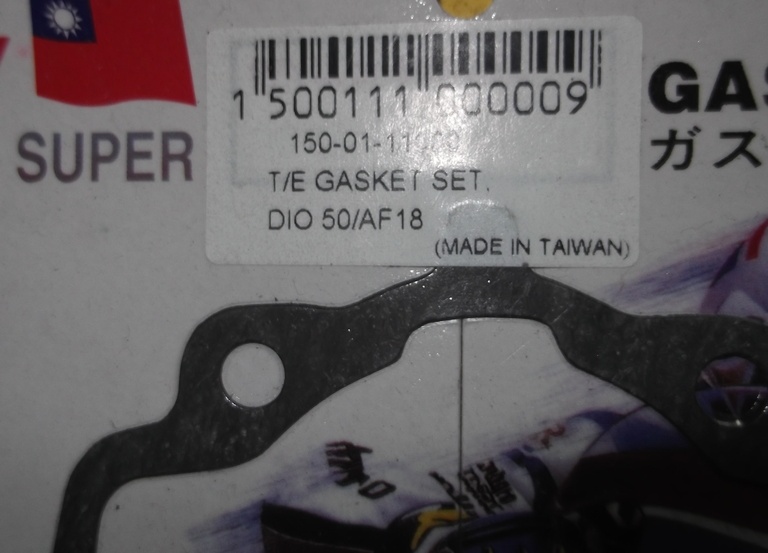 SUPER
1 500111 000009
T/E GASKET SET.
DIO 50/AF18
(MADE IN TAIWAN)
GAS
ガス